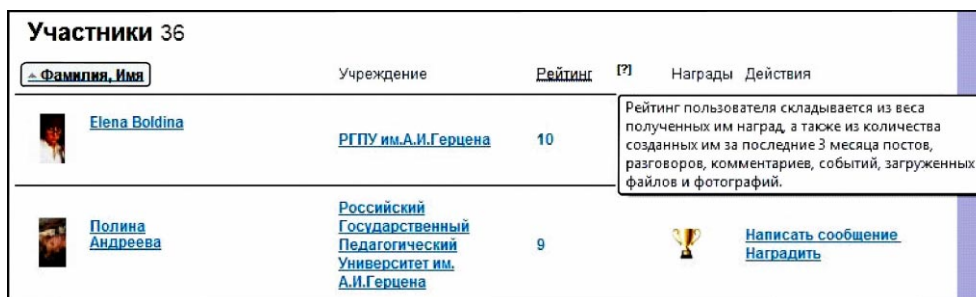 Участники 36
Фамилия, Имя Учреждение Рейтинг [?] Награды Действия
Elena Boldina
РГПУ им.А.И.Герцена 10
Рейтинг пользователя складывается из веса
полученных им наград, а также из количества
созданных им за последние 3 месяца постов,
разговоров, комментариев, событий, загруженных
файлов и фотографий.
Полина
Андреева
Российский
Государственный
Педагогический
Университет им.
А.И.Герцена
9
Написать сообщение
Наградить